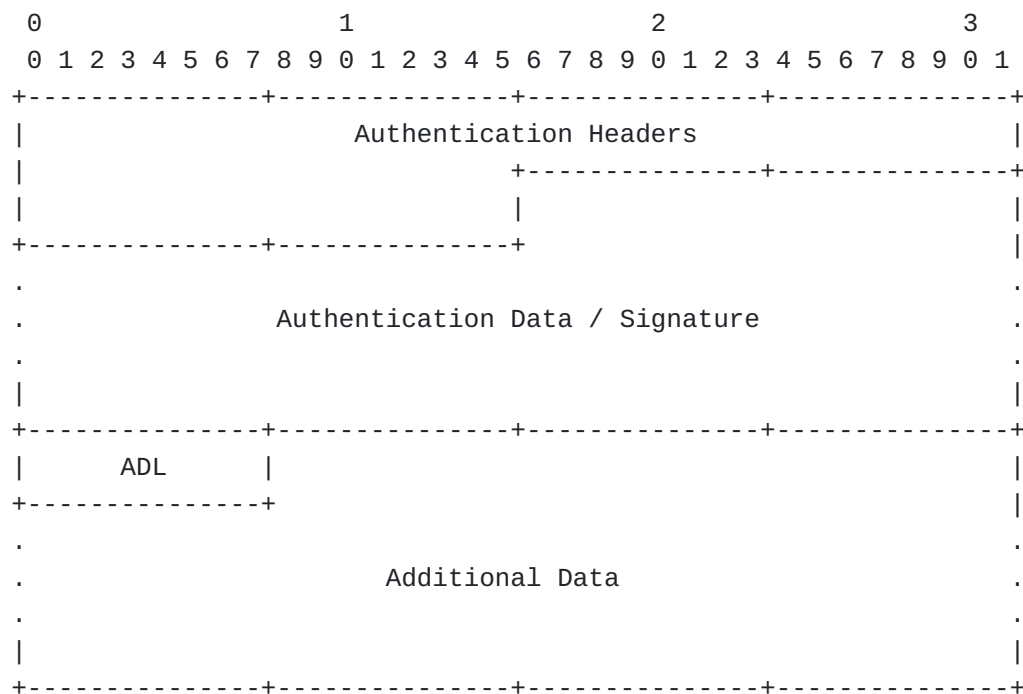 0                   1                   2                   3
 0 1 2 3 4 5 6 7 8 9 0 1 2 3 4 5 6 7 8 9 0 1 2 3 4 5 6 7 8 9 0 1
+---------------+---------------+---------------+---------------+
|                     Authentication Headers                    |
|                               +---------------+---------------+
|                               |                               |
+---------------+---------------+                               |
.                                                               .
.                Authentication Data / Signature                .
.                                                               .
|                                                               |
+---------------+---------------+---------------+---------------+
|      ADL      |                                               |
+---------------+                                               |
.                                                               .
.                       Additional Data                         .
.                                                               .
|                                                               |
+---------------+---------------+---------------+---------------+